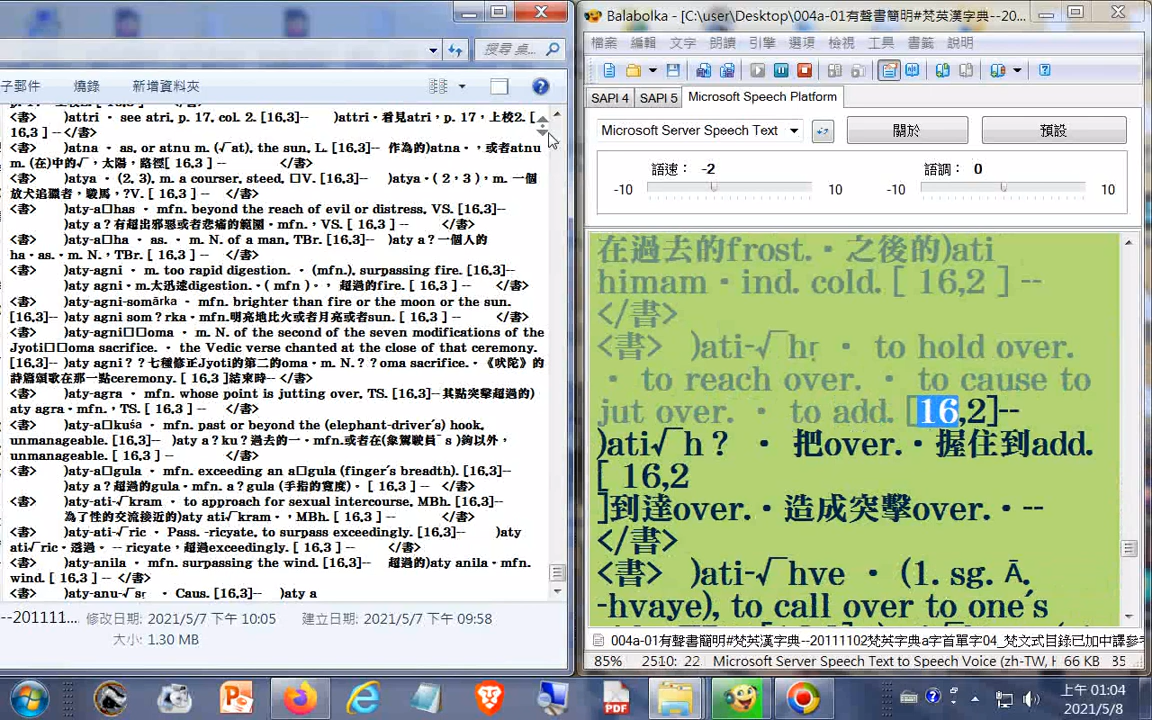 搜尋 桌...
子郵件 燒錄 新增資料夾
<書> )attri · see atri. p. 17, col. 2. [16.3]-- )attri·看見atri，p. 17，上校2. [
16.3 ] --</書>
<書> )atna · as. or atnu m. (√at). the sun. L. [16.3]-- 作為的)atna·，或者atnu
m. (在)中的√，太陽，路徑[ 16.3 ] </書>
<書> )atya · (2, 3), m. a courser, steed, □V. [16.3]-- )atya·( 2，3 )，m. 一個
放犬追獵者，駿馬，?V. [ 16.3 ] </書>
<書> )aty-a□has · mfn. beyond the reach of evil or distress. VS. [16.3]--
)aty a？有超出邪惡或者悲痛的範圍·mfn.，VS. [ 16.3 ] </書>
<書> )aty-a□ha · as. · m. N. of a man. TBr. [16.3]-- )aty a？一個人的
ha·as.·m. N.，TBr. [ 16.3 ] </書>
<書> )aty-agni · m. too rapid digestion. · (mfn.), surpassing fire. [16.3]--
)aty agni·m.太迅速digestion.·( mfn )·， 超過的fire. [ 16.3 ] </書>
<書> )aty-agni-somārka · mfn. brighter than fire or the moon or the sun.
[16.3]-- )aty agni som？rka·mfn.明亮地比火或者月亮或者sun. [ 16.3 ] </書>
<書> )aty-agni□□oma · m. N. of the second of the seven modifications of the
Jyoti□□oma sacrifice. · the Vedic verse chanted at the close of that ceremony.
[16.3]-- )aty agni？？七種修正Jyoti的第二的oma·m. N.？？oma sacrifice.·《吠陀》的
詩篇頌歌在那一點ceremony. [ 16.3 ]結束時-- </書>
<書> )aty-agra · mfn. whose point is jutting over. TS. [16.3]-- 其點突擊超過的)
aty agra·mfn.，TS. [ 16.3 ] </書>
<書> )aty-a□kuśa · mfn. past or beyond the (elephant-driver's) hook.
unmanageable. [16.3]-- )aty a？ku？a過去的一·mfn.或者在(象駕駛員" s )鉤以外，
unmanageable. [ 16.3 ] </書>
<書> )aty-a□gula · mfn. exceeding an a□gula (finger's breadth). [16.3]--
)aty a？超過的gula·mfn. a？gula (手指的寬度)。 [ 16.3 ] </書>
<書> )aty-ati-√kram · to approach for sexual intercourse. MBh. [16.3]--
為了性的交流接近的)aty ati√kram·，MBh. [ 16.3 ] </書>
<書> )aty-ati-√ric · Pass. -ricyate, to surpass exceedingly. [16.3]-- )aty
ati√ric·透過·-- ricyate，超過exceedingly. [ 16.3 ] </書>
<書> )aty-anila · mfn. surpassing the wind. [16.3]-- 超過的)aty anila·mfn.
wind. [ 16.3 ] -- </書>
<書> )aty-anu-√sṛ · Caus. [16.3]-- )aty a
--201111... 修改日期: 2021/5/7 下午 10:05 建立日期: 2021/5/7 下午 09:58
大小: 1.30 MB
Balabolka - [C:\user\Desktop\004a-01有聲書簡明#梵英漢字典--20...
檔案 編輯 文字 朗讀 引擎 選項 檢視 工具 書籤 說明
SAPI 4 SAPI 5 Microsoft Speech Platform
Microsoft Server Speech Text 關於 預設
語速: -2 語調: 0
-10 10 -10 10
在過去的frost.·之後的)ati
himam·ind. cold. [ 16,2 ] --
</書>
<書> )ati-√hṛ · to hold over.
· to reach over. · to cause to
jut over. · to add. [16,2]--
)ati√h？ · 把over.·握住到add.
[ 16,2
]到達over.·造成突擊over.·--
</書>
<書> )ati-√hve · (1. sg. Ā.
-hvaye), to call over to one's
004a-01有聲書簡明#梵英漢字典--20111102梵英字典a字首單字04_梵文式目錄已加中譯參考
85% 2510: 22 Microsoft Server Speech Text to Speech Voice (zh-TW, H 66 KB 35
PDF
上午 01:04
2021/5/8